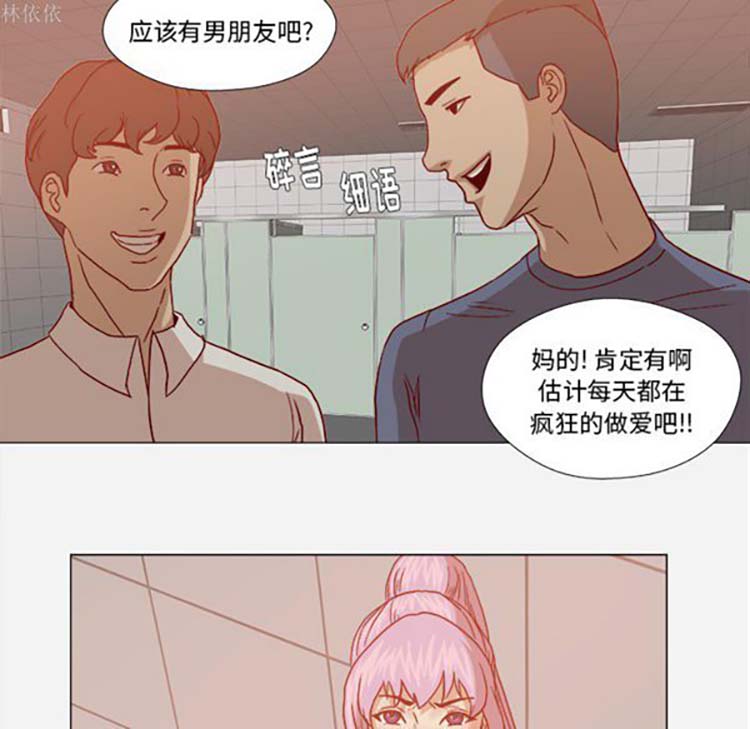 林依依
应该有男朋友吧?
碎言
细语
妈的! 肯定有啊
估计每天都在
疯狂的做爱吧!!